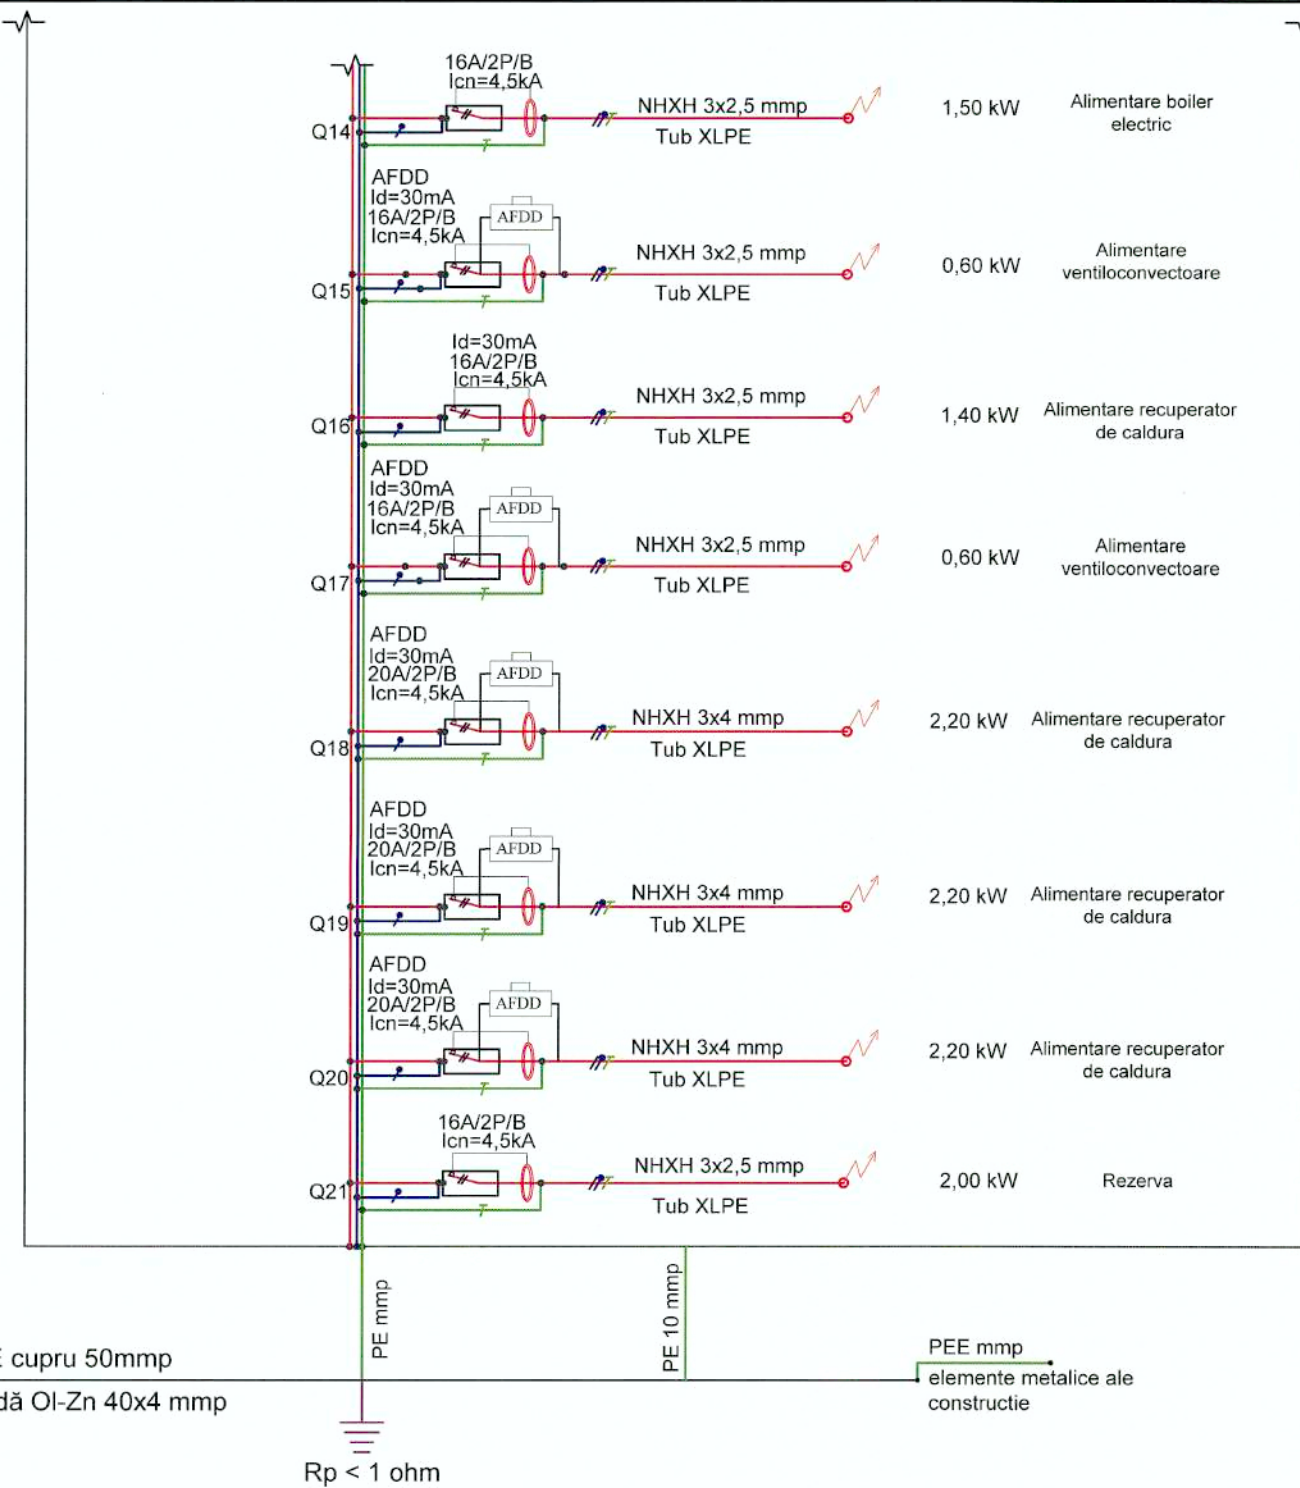 16A/2P/B
Icn=4,5kA
Q14
NHXH 3x2,5 mmp
Tub XLPE
1,50 kW
Alimentare boiler
electric
AFDD
Id=30mA
16A/2P/B
Icn=4,5kA
AFDD
Q15
NHXH 3x2,5 mmp
Tub XLPE
0,60 kW
Alimentare
ventiloconvectoare
Id=30mA
16A/2P/B
Icn=4,5kA
Q16
NHXH 3x2,5 mmp
Tub XLPE
1,40 kW
Alimentare recuperator
de caldura
AFDD
Id=30mA
16A/2P/B
Icn=4,5kA
AFDD
Q17
NHXH 3x2,5 mmp
Tub XLPE
0,60 kW
Alimentare
ventiloconvectoare
AFDD
Id=30mA
20A/2P/B
Icn=4,5kA
AFDD
Q18
NHXH 3x4 mmp
Tub XLPE
2,20 kW
Alimentare recuperator
de caldura
AFDD
Id=30mA
20A/2P/B
Icn=4,5kA
AFDD
Q19
NHXH 3x4 mmp
Tub XLPE
2,20 kW
Alimentare recuperator
de caldura
AFDD
Id=30mA
20A/2P/B
Icn=4,5kA
AFDD
Q20
NHXH 3x4 mmp
Tub XLPE
2,20 kW
Alimentare recuperator
de caldura
16A/2P/B
Icn=4,5kA
Q21
NHXH 3x2,5 mmp
Tub XLPE
2,00 kW
Rezerva
PE mmp
PE 10 mmp
cupru 50mmp
Ol-Zn 40x4 mmp
PEE mmp
elemente metalice ale
constructie
Rp < 1 ohm